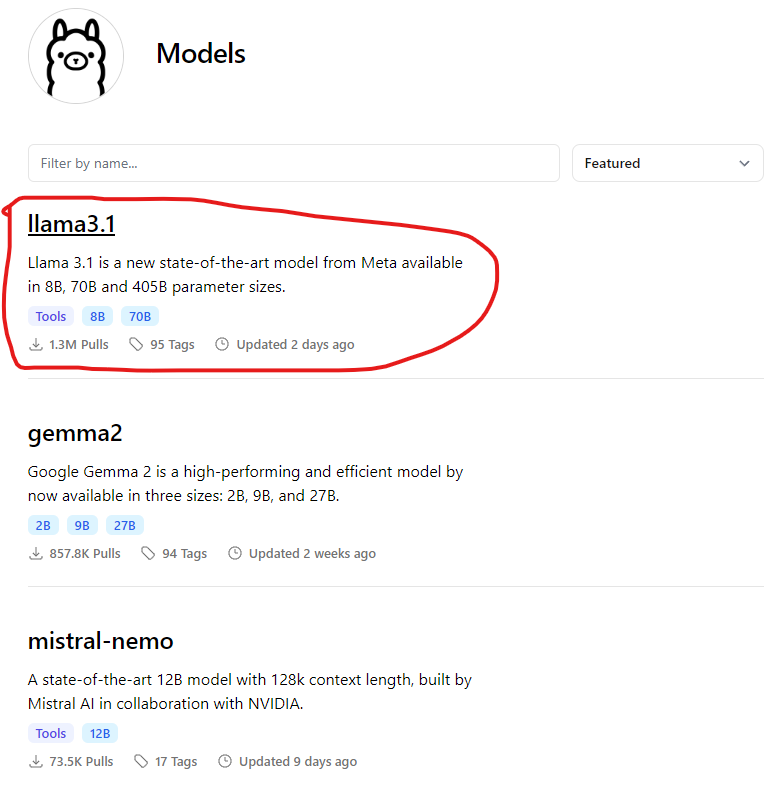 Models
Filter by name...
Featured
llama3.1
Llama 3.1 is a new state-of-the-art model from Meta available
in 8B, 70B and 405B parameter sizes.
Tools 8B 70B
1.3M Pulls 95 Tags Updated 2 days ago
gemma2
Google Gemma 2 is a high-performing and efficient model by
now available in three sizes: 2B, 9B, and 27B.
2B 9B 27B
857.8K Pulls 94 Tags Updated 2 weeks ago
mistral-nemo
A state-of-the-art 12B model with 128k context length, built by
Mistral AI in collaboration with NVIDIA.
Tools 12B
73.5K Pulls 17 Tags Updated 9 days ago